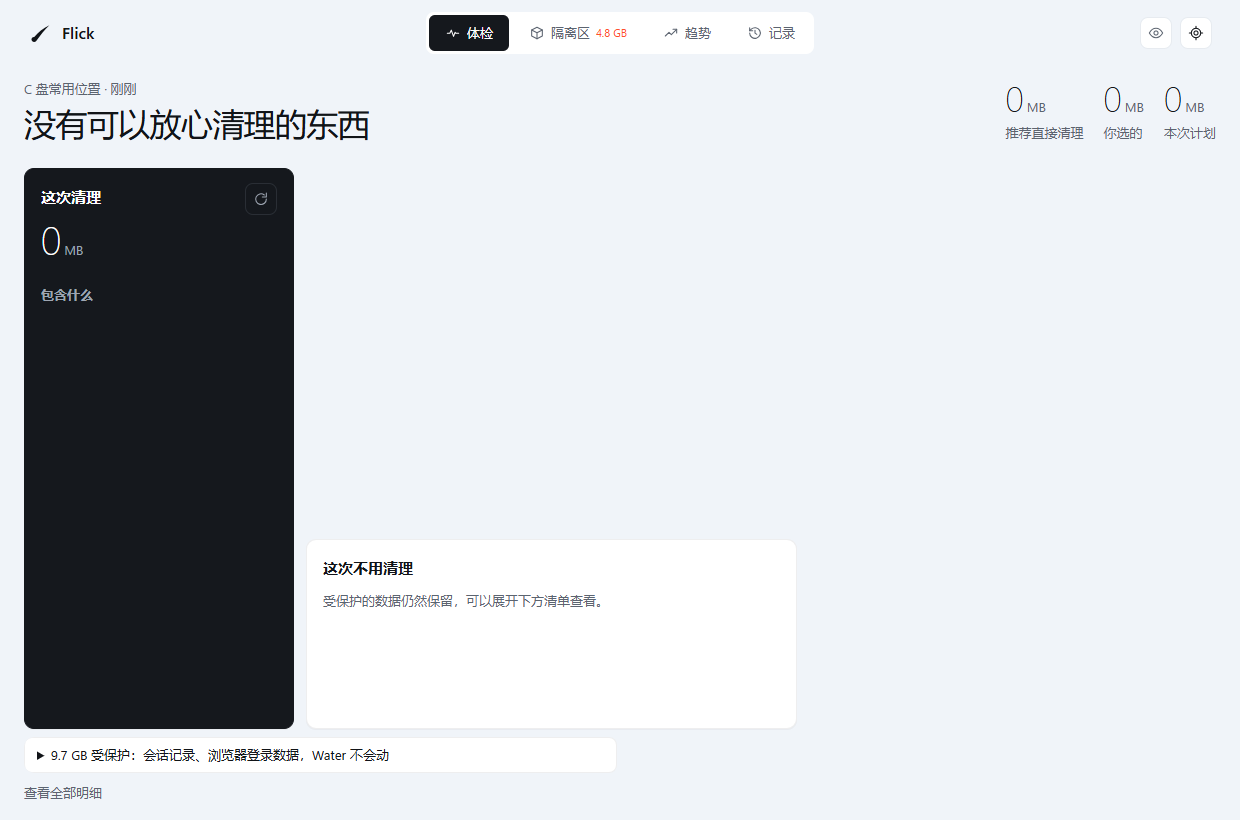 Flick
体检
隔离区 4.8 GB
趋势
记录
C 盘常用位置 · 刚刚
没有可以放心清理的东西
0 MB
推荐直接清理
0 MB
你选的
0 MB
本次计划
这次清理
0 MB
包含什么
这次不用清理
受保护的数据仍然保留，可以展开下方清单查看。
9.7 GB 受保护：会话记录、浏览器登录数据，Water 不会动
查看全部明细